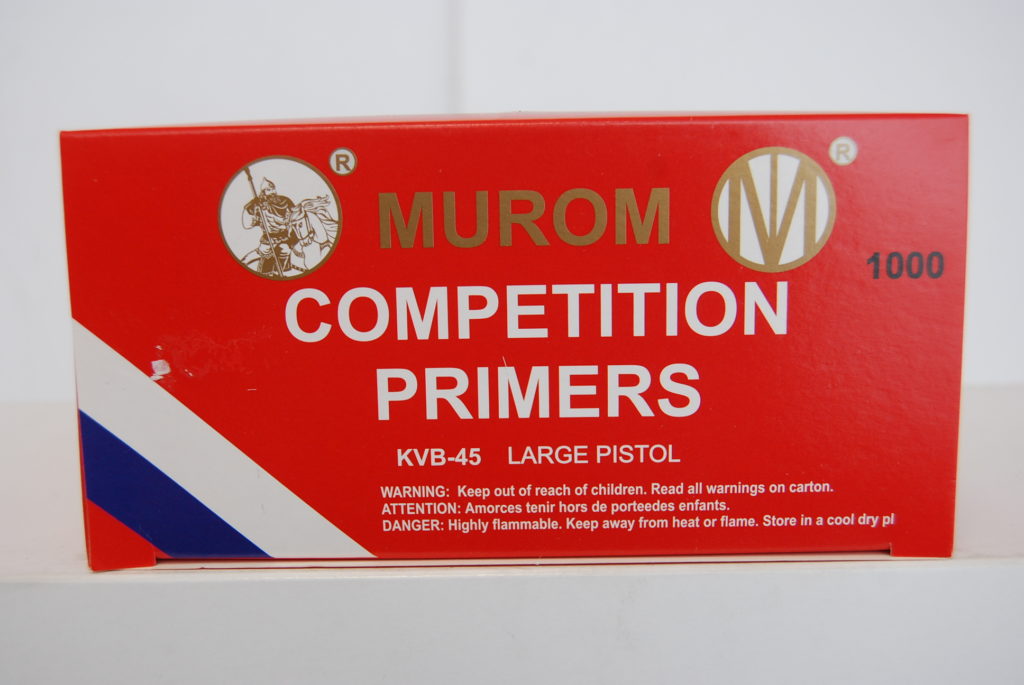 ®
MUROM
M
®
1000
COMPETITION
PRIMERS
KVB-45 LARGE PISTOL
WARNING: Keep out of reach of children. Read all warnings on carton.
ATTENTION: Amorces tenir hors de porteedes enfants.
DANGER: Highly flammable. Keep away from heat or flame. Store in a cool dry pl